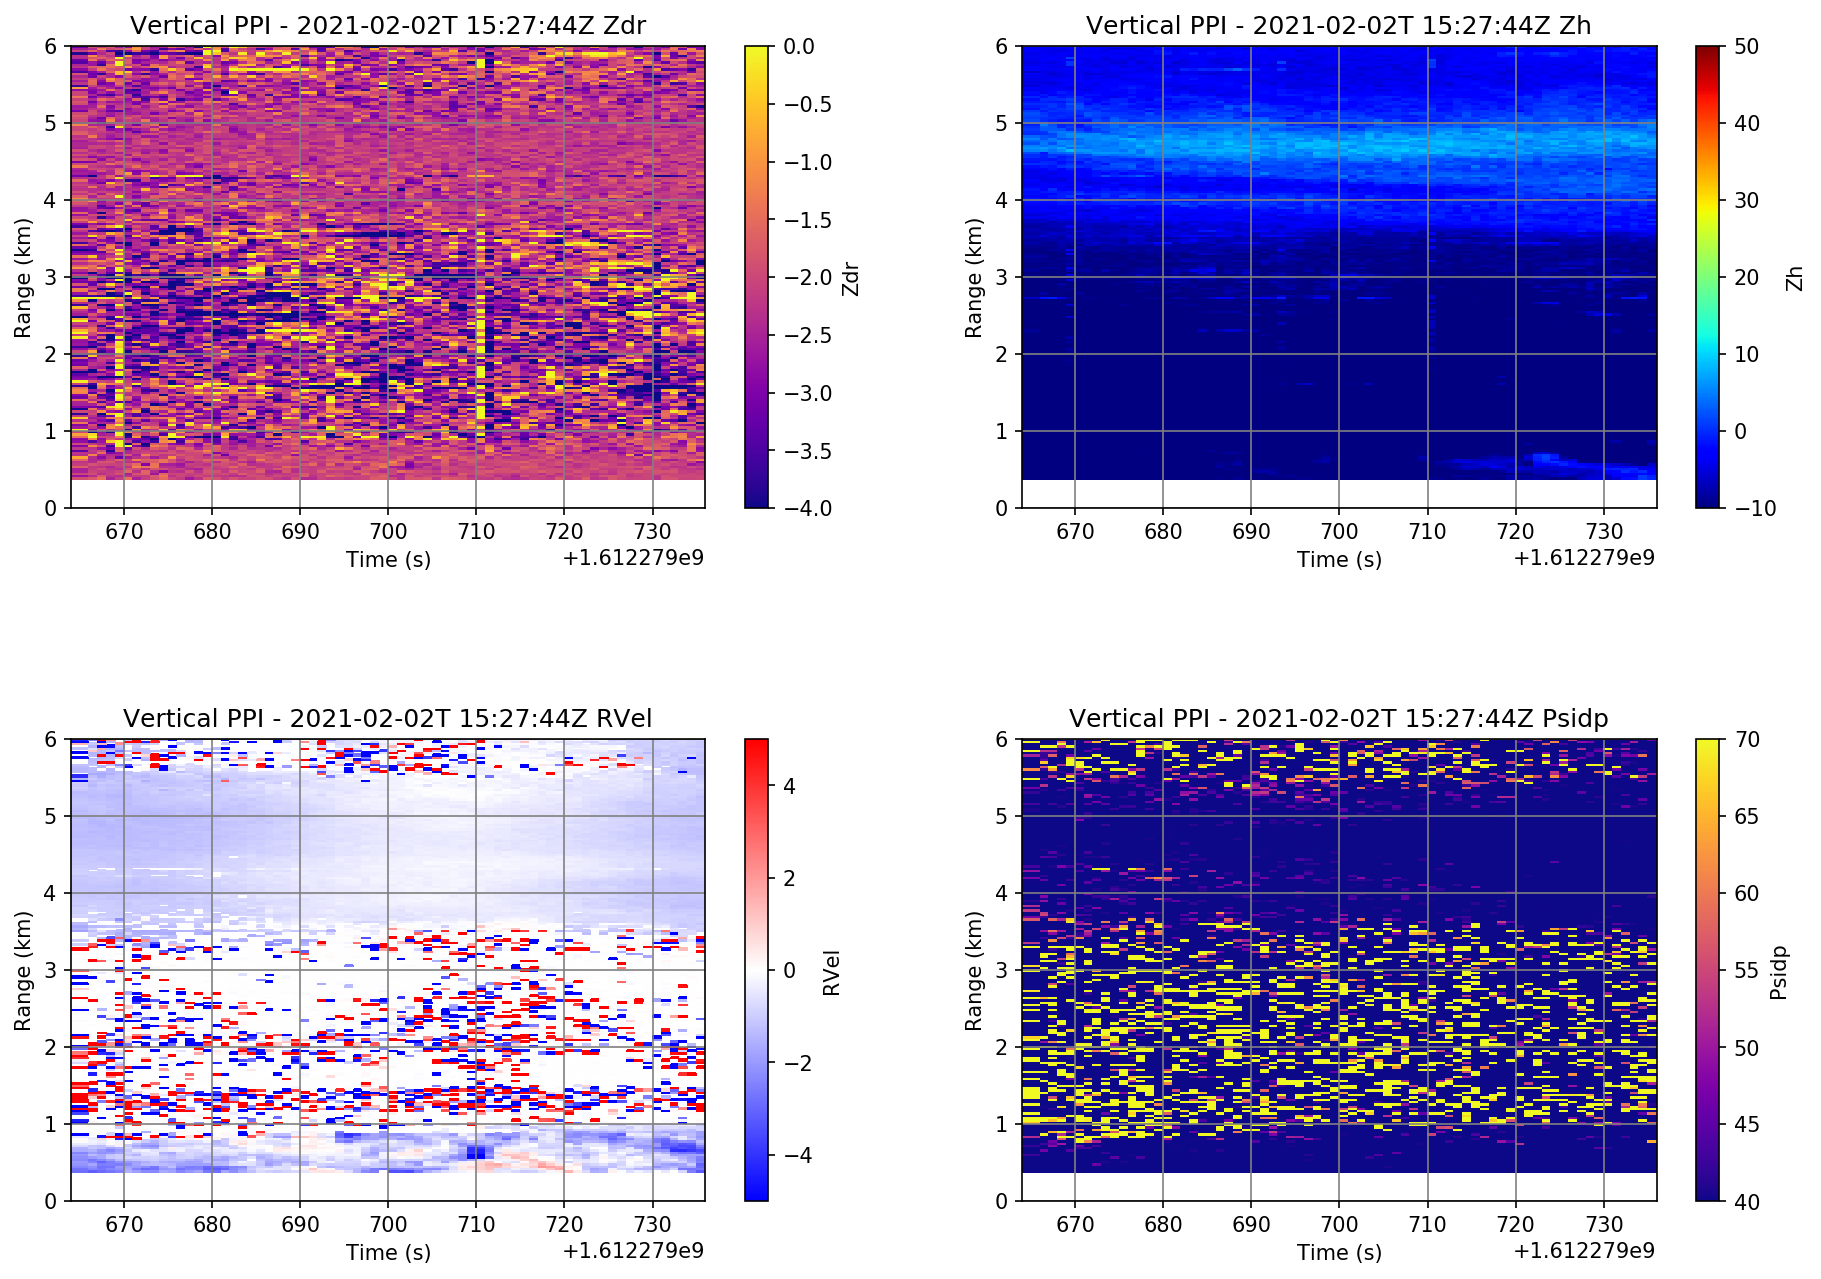 Vertical PPI - 2021-02-02T 15:27:44Z Zdr
6
5
4
3
2
1
0
Range (km)
670 680 690 700 710 720 730
Time (s)
+1.612279e9
0.0
−0.5
−1.0
−1.5
−2.0
−2.5
−3.0
−3.5
−4.0
Zdr
Vertical PPI - 2021-02-02T 15:27:44Z Zh
6
5
4
3
2
1
0
Range (km)
670 680 690 700 710 720 730
Time (s)
+1.612279e9
50
40
30
20
10
0
−10
Zh
Vertical PPI - 2021-02-02T 15:27:44Z RVel
6
5
4
3
2
1
0
Range (km)
670 680 690 700 710 720 730
Time (s)
+1.612279e9
4
2
0
−2
−4
RVel
Vertical PPI - 2021-02-02T 15:27:44Z Psidp
6
5
4
3
2
1
0
Range (km)
670 680 690 700 710 720 730
Time (s)
+1.612279e9
70
65
60
55
50
45
40
Psidp